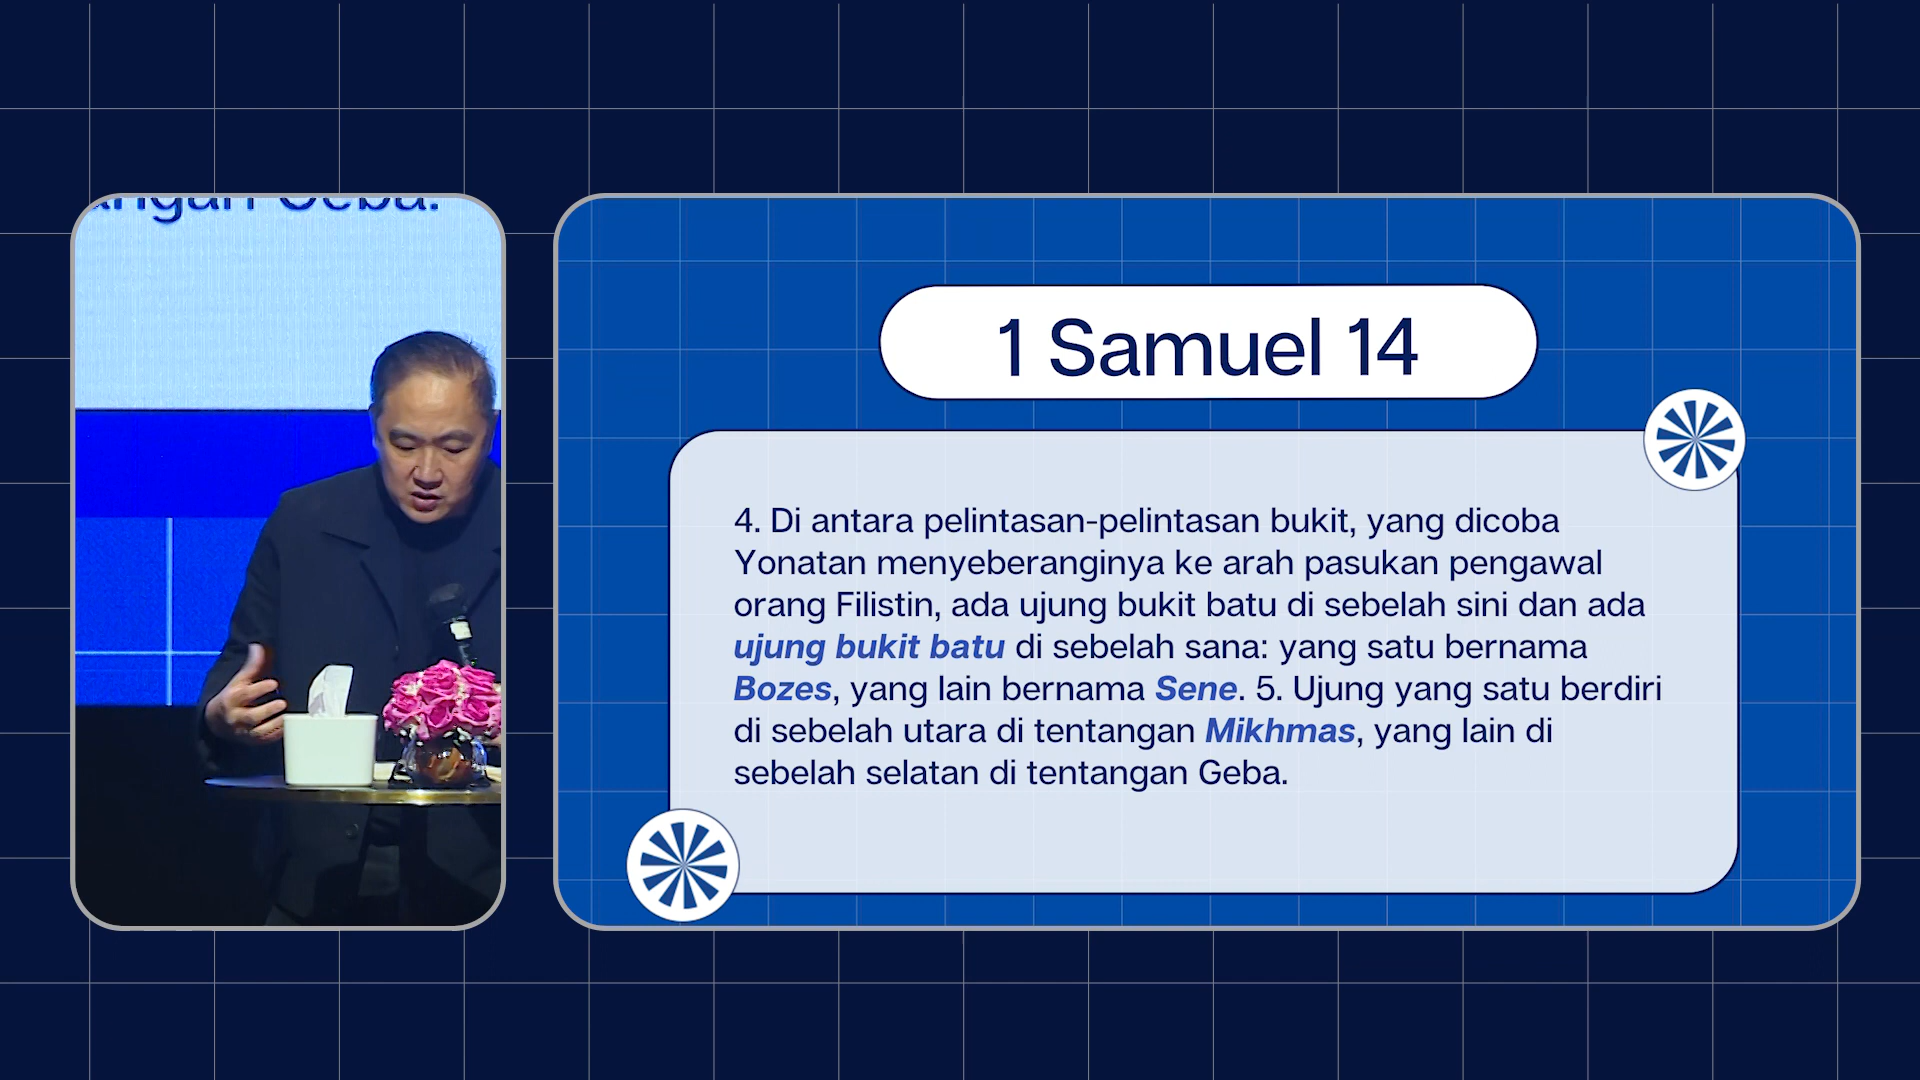 angan Geba.
1 Samuel 14
4. Di antara pelintasan-pelintasan bukit, yang dicoba
Yonatan menyeberanginya ke arah pasukan pengawal
orang Filistin, ada ujung bukit batu di sebelah sini dan ada
ujung bukit batu di sebelah sana: yang satu bernama
Bozes, yang lain bernama Sene. 5. Ujung yang satu berdiri
di sebelah utara di tentangan Mikhmas, yang lain di
sebelah selatan di tentangan Geba.